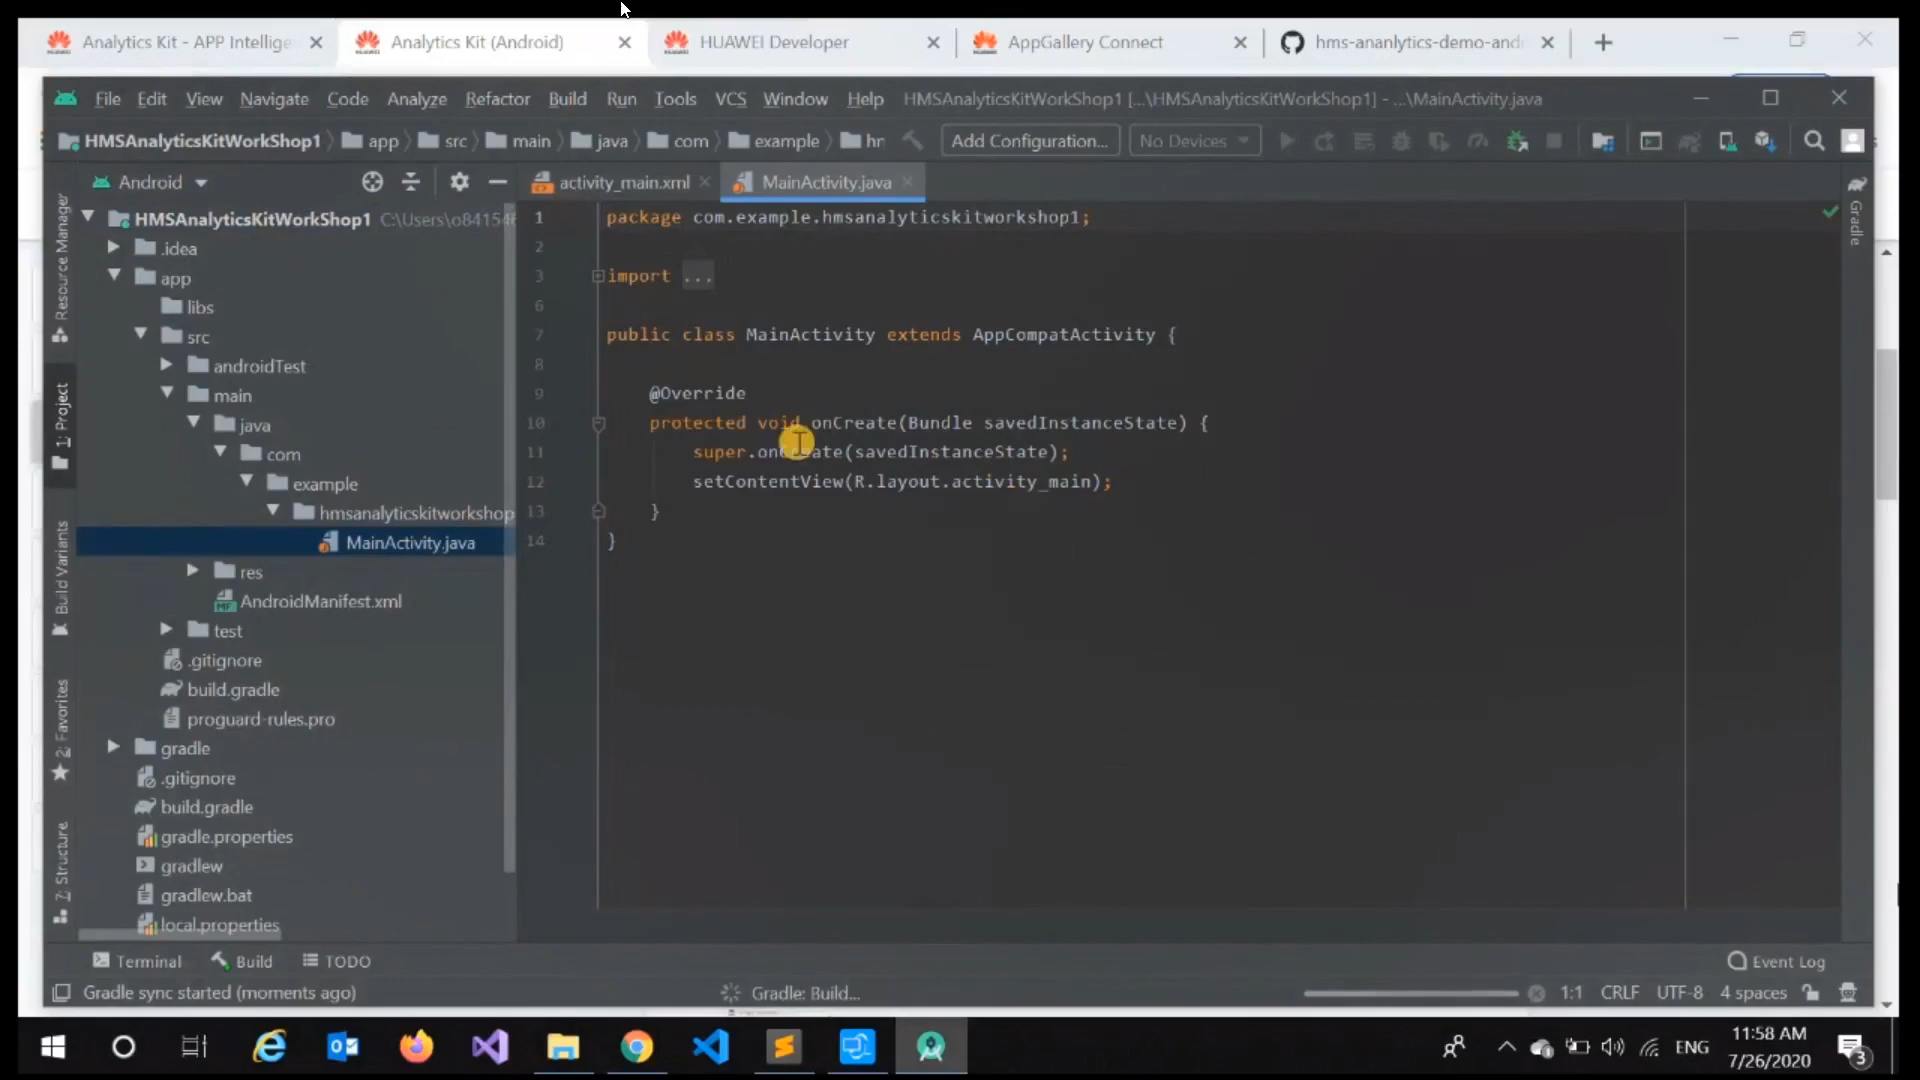 Analytics Kit - APP Intellige
Analytics Kit (Android)
HUAWEI Developer
AppGallery Connect
hms-ananlytics-demo-and
File Edit View Navigate Code Analyze Refactor Build Run Tools VCS Window Help HMSAnalyticsKitWorkShop1 [...\HMSAnalyticsKitWorkShop1] - ...\MainActivity.java
HMSAnalyticsKitWorkShop1 app src main java com example hm Add Configuration... No Devices
Android
activity_main.xml
MainActivity.java
Resource Manager
1: Project
Build Variants
2: Favorites
7: Structure
HMSAnalyticsKitWorkShop1 C:\Users\o841546
.idea
app
libs
src
androidTest
main
java
com
example
hmsanalyticskitworkshop
MainActivity.java
res
AndroidManifest.xml
test
.gitignore
build.gradle
proguard-rules.pro
gradle
.gitignore
build.gradle
gradle.properties
gradlew
gradlew.bat
local.properties
1 package com.example.hmsanalyticskitworkshop1;
2
3 import ...
6
7 public class MainActivity extends AppCompatActivity {
8
9 @Override
10 protected void onCreate(Bundle savedInstanceState) {
11 super.onCreate(savedInstanceState);
12 setContentView(R.layout.activity_main);
13 }
14 }
Gradle
Terminal Build TODO Event Log
Gradle sync started (moments ago) Gradle: Build... 1:1 CRLF UTF-8 4 spaces
ENG
11:58 AM
7/26/2020
3